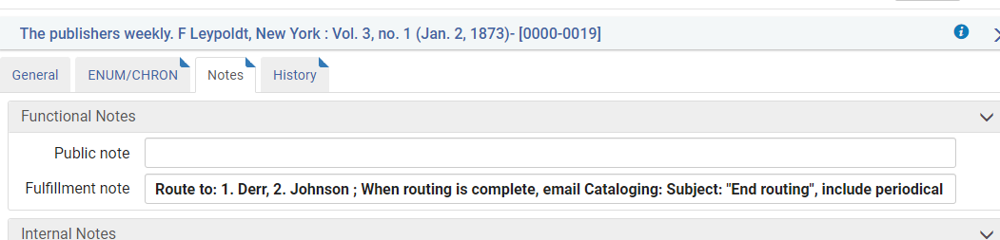 The publishers weekly. F Leypoldt, New York : Vol. 3, no. 1 (Jan. 2, 1873)- [0000-0019]
General ENUM/CHRON Notes History
Functional Notes
Public note
Fulfillment note Route to: 1. Derr, 2. Johnson ; When routing is complete, email Cataloging: Subject: "End routing", include periodical
Internal Notes